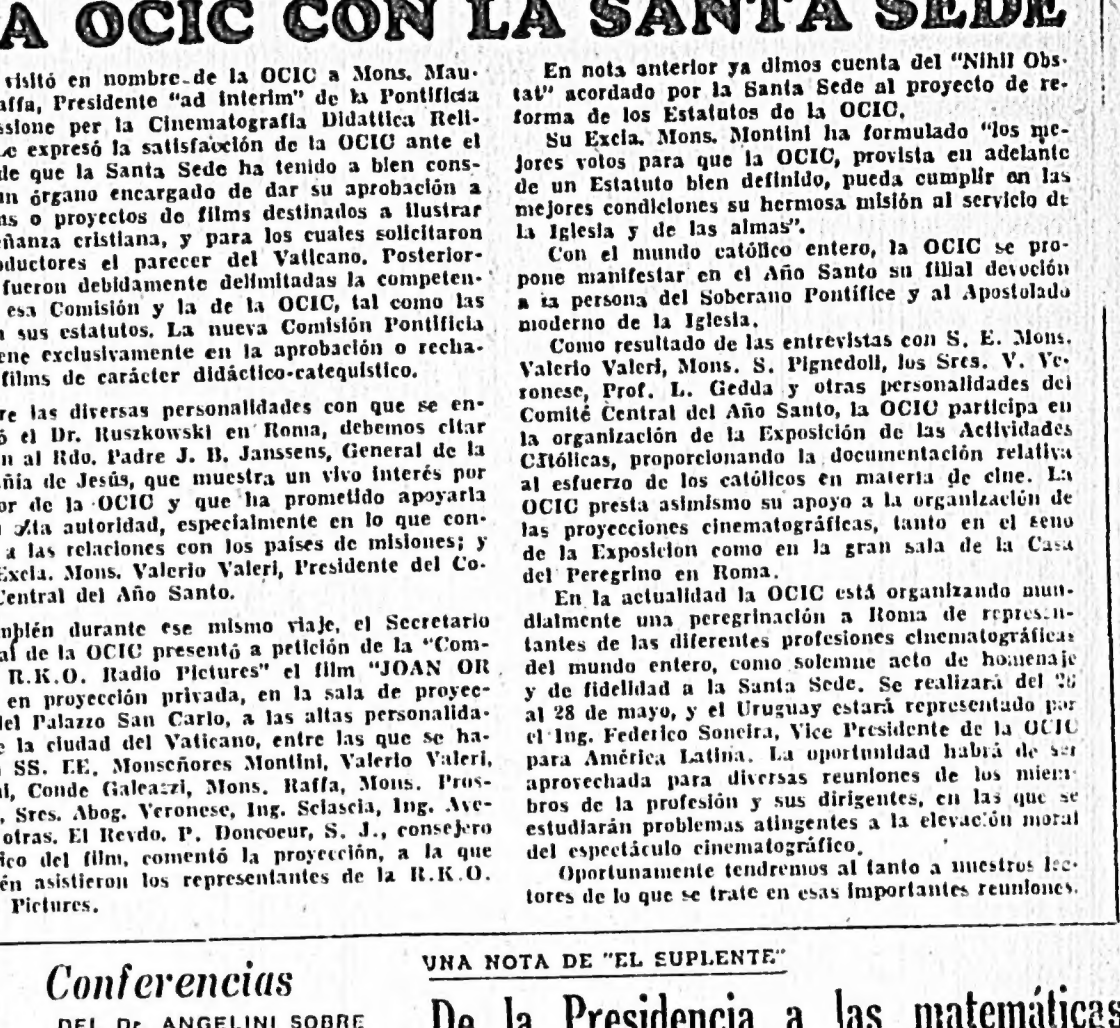 A OCIC CON LA SANTA SEDE
visitó en nombre de la OCIC a Mons. Mau-
affa, Presidente "ad interim" de la Pontificia
ssione per la Cinematografia Didattica Reli-
Le expresó la satisfacción de la OCIC ante el
de que la Santa Sede ha tenido a bien cons-
un órgano encargado de dar su aprobación a
ms o proyectos de films destinados a ilustrar
eñanza cristiana, y para los cuales solicitaron
oductores el parecer del Vaticano. Posterior-
fueron debidamente delimitadas la competen-
esa Comisión y la de la OCIC, tal como las
n sus estatutos. La nueva Comisión Pontificia
ene exclusivamente en la aprobación o recha-
films de carácter didáctico-catequístico.
re las diversas personalidades con que se en-
ó el Dr. Ruszkowski en Roma, debemos citar
n al Rdo. Padre J. B. Janssens, General de la
añía de Jesús, que muestra un vivo interés por
or de la OCIC y que ha prometido apoyarla
alta autoridad, especialmente en lo que con-
a las relaciones con los países de misiones; y
Excla. Mons. Valerio Valeri, Presidente del Co-
Central del Año Santo.
mblén durante ese mismo viaje, el Secretario
al de la OCIC presentó a petición de la "Com-
R.K.O. Radio Pictures" el film "JOAN OR
en proyección privada, en la sala de proyec-
del Palazzo San Carlo, a las altas personalida-
e la ciudad del Vaticano, entre las que se ha-
SS. EE. Monseñores Montini, Valerio Valeri,
ni, Conde Galeazzi, Mons. Raffa, Mons. Pros-
, Sres. Abog. Veronese, Ing. Sclascia, Ing. Ave-
otras. El Revdo. P. Doncoeur, S. J., consejero
ico del film, comentó la proyección, a la que
én asistieron los representantes de la R.K.O.
Pictures.
En nota anterior ya dimos cuenta del "Nihil Obs-
tat" acordado por la Santa Sede al proyecto de re-
forma de los Estatutos de la OCIC.
Su Excla. Mons. Montini ha formulado "los me-
jores votos para que la OCIC, provista en adelante
de un Estatuto bien definido, pueda cumplir en las
mejores condiciones su hermosa misión al servicio de
la Iglesia y de las almas".
Con el mundo católico entero, la OCIC se pro-
pone manifestar en el Año Santo su filial devoción
a la persona del Soberano Pontífice y al Apostolado
moderno de la Iglesia.
Como resultado de las entrevistas con S. E. Mons.
Valerio Valeri, Mons. S. Pignedoli, los Sres. V. Ve-
ronese, Prof. L. Gedda y otras personalidades del
Comité Central del Año Santo, la OCIC participa en
la organización de la Exposición de las Actividades
Católicas, proporcionando la documentación relativa
al esfuerzo de los católicos en materia de cine. La
OCIC presta asimismo su apoyo a la organización de
las proyecciones cinematográficas, tanto en el seno
de la Exposición como en la gran sala de la Casa
del Peregrino en Roma.
En la actualidad la OCIC está organizando mun-
dialmente una peregrinación a Roma de represen-
tantes de las diferentes profesiones cinematográficas
del mundo entero, como solemne acto de homenaje
y de fidelidad a la Santa Sede. Se realizará del 26
al 28 de mayo, y el Uruguay estará representado por
el Ing. Federico Soneira, Vice Presidente de la OCIC
para América Latina. La oportunidad habrá de ser
aprovechada para diversas reuniones de los miem-
bros de la profesión y sus dirigentes, en las que se
estudiarán problemas atingentes a la elevación moral
del espectáculo cinematográfico.
Oportunamente tendremos al tanto a nuestros lec-
tores de lo que se trate en esas importantes reuniones.
Conferencias
DEL Dr. ANGELINI SOBRE
UNA NOTA DE "EL SUPLENTE"
De la Presidencia a las matemáticas